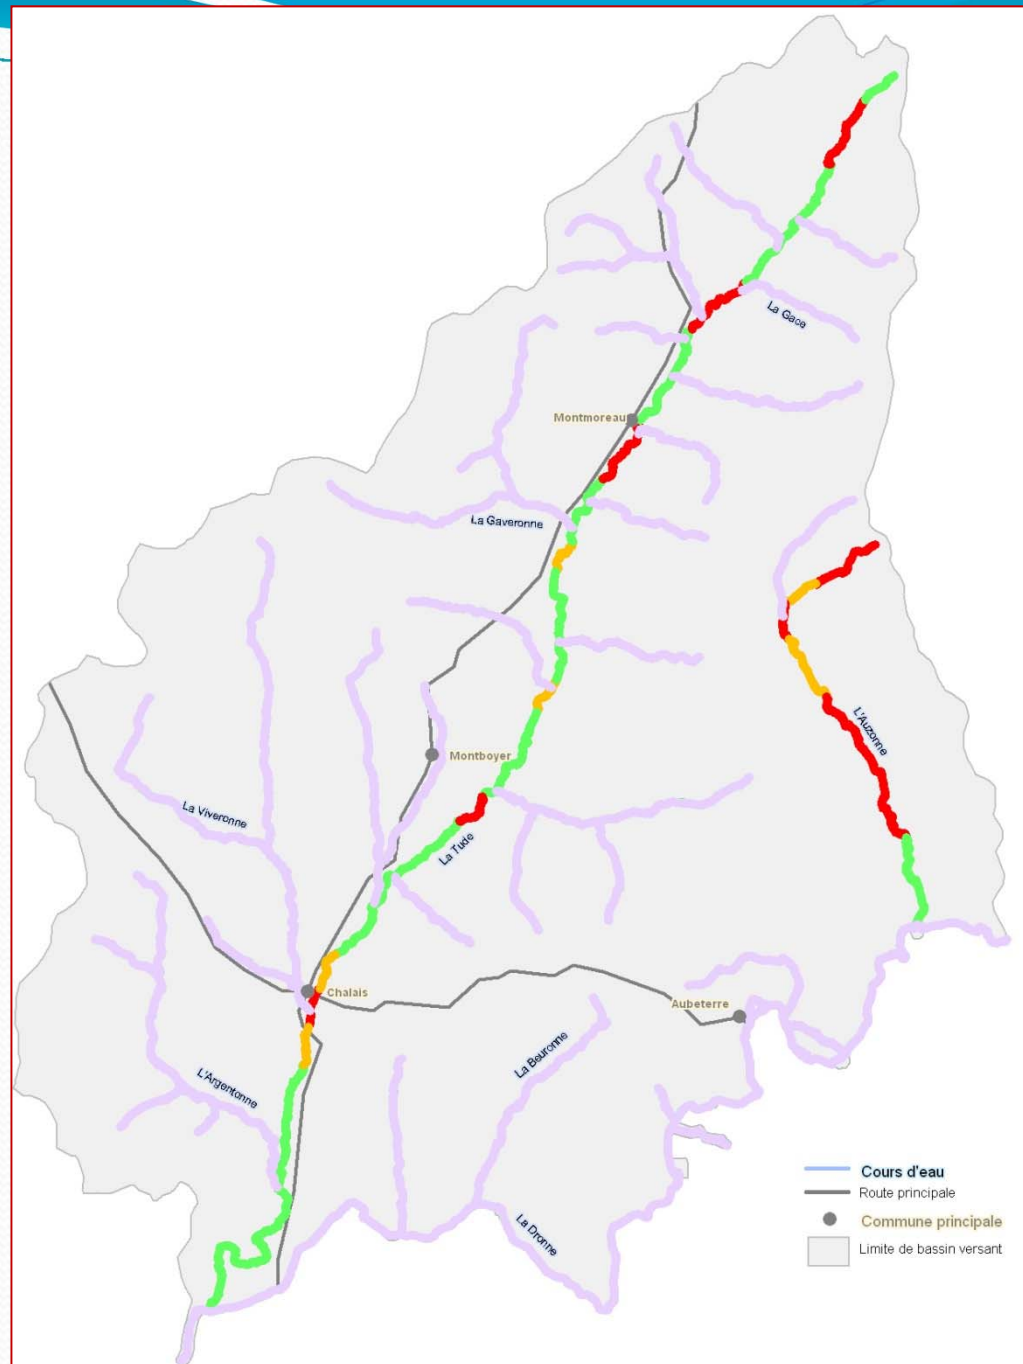 La Gace
Montmoreau
La Gaveronne
L'Auzonne
Montboyer
La Viveronne
La Tude
Chalais
Aubeterre
La Beuronne
L'Argentonne
La Dronne
Cours d'eau
Route principale
Commune principale
Limite de bassin versant